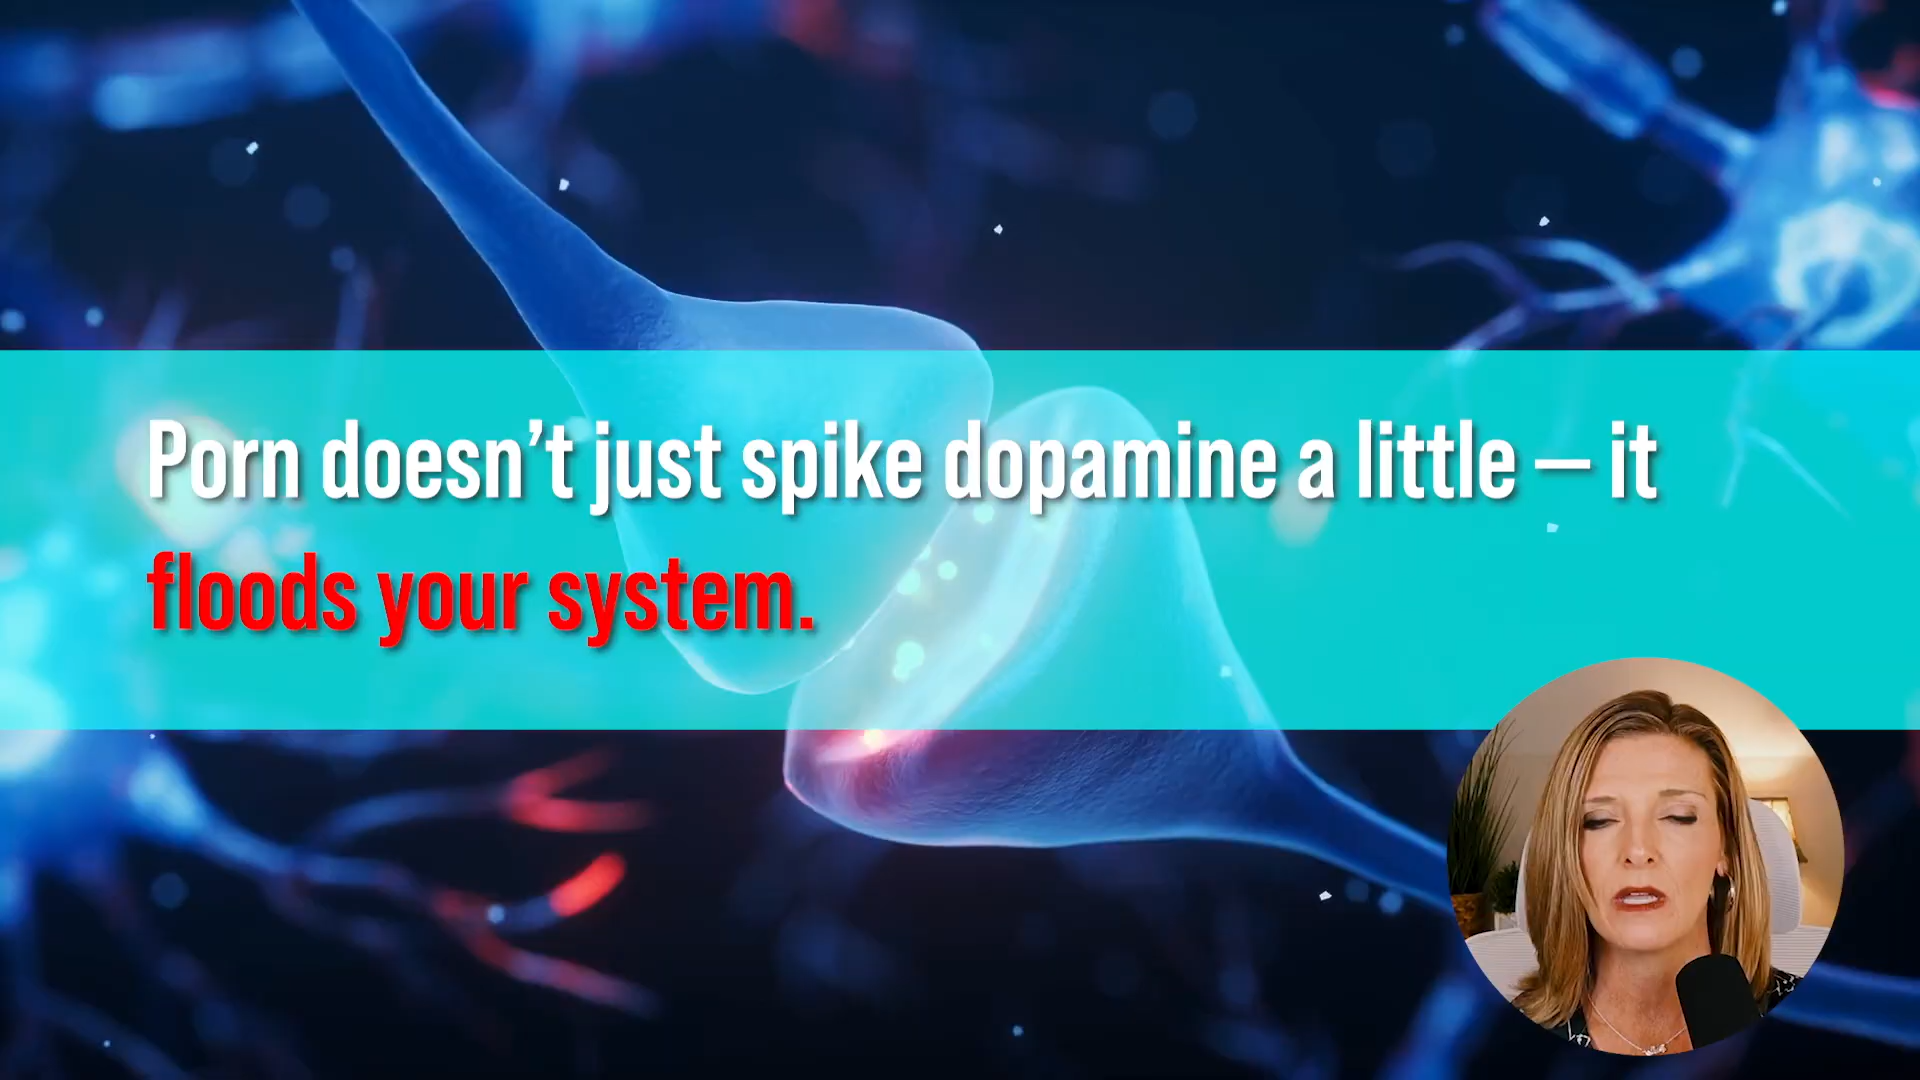 Porn doesn’t just spike dopamine a little – it
floods your system.